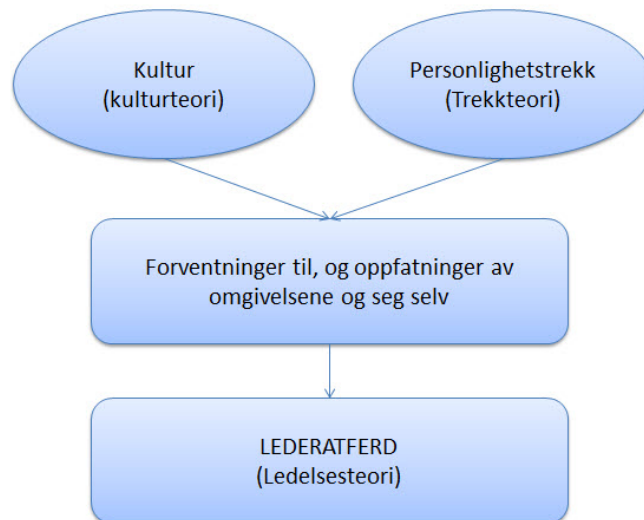 Kultur
(kulturteori)
Personlighetstrekk
(Trekkteori)
Forventninger til, og oppfatninger av
omgivelsene og seg selv
LEDERATFERD
(Ledelsesteori)